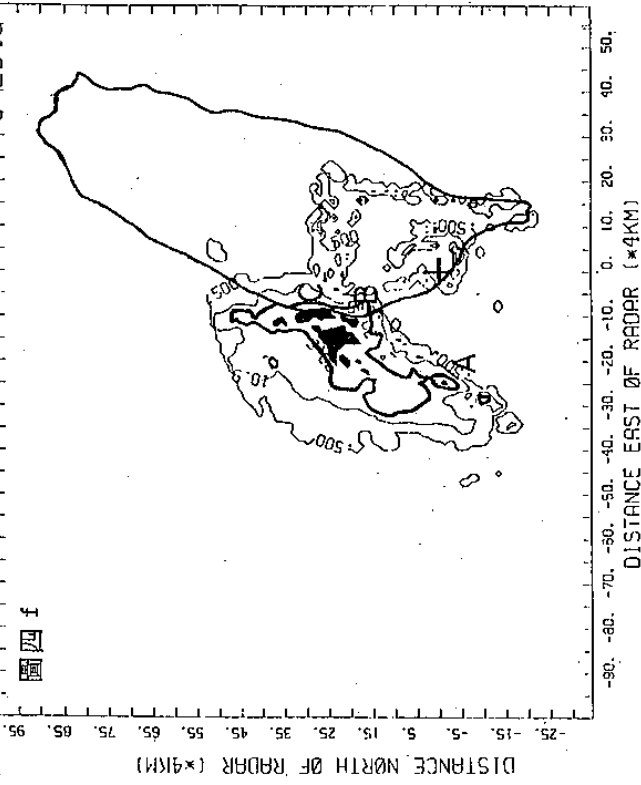 圖四 f
DISTANCE NORTH OF RADAR (*4KM)
95. 85. 75. 65. 55. 45. 35. 25. 15. 5. -5. -15. -25.
500
.10
.500
.500
B
A
-90. -80. -70. -60. -50. -40. -30. -20. -10. 0. 10. 20. 30. 40. 50.
DISTANCE EAST OF RADAR (*4KM)